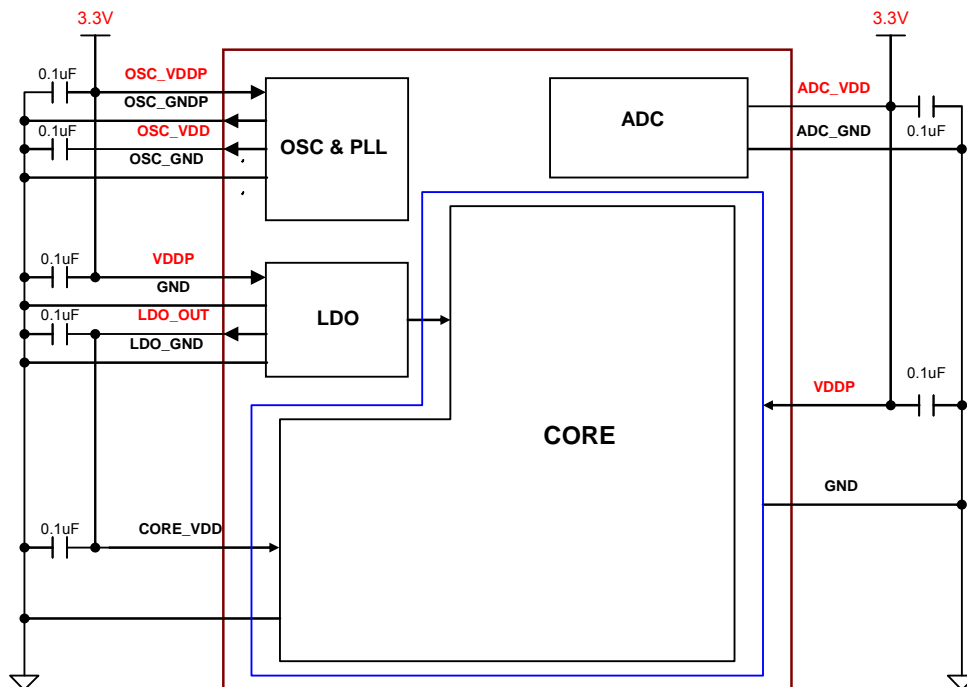 3.3V
3.3V
0.1uF
OSC_VDDP
OSC_GNDP
0.1uF
OSC_VDD
OSC_GND
OSC & PLL
ADC
ADC_VDD
0.1uF
ADC_GND
0.1uF
VDDP
GND
0.1uF
LDO_OUT
LDO_GND
LDO
0.1uF
VDDP
CORE
GND
0.1uF
CORE_VDD